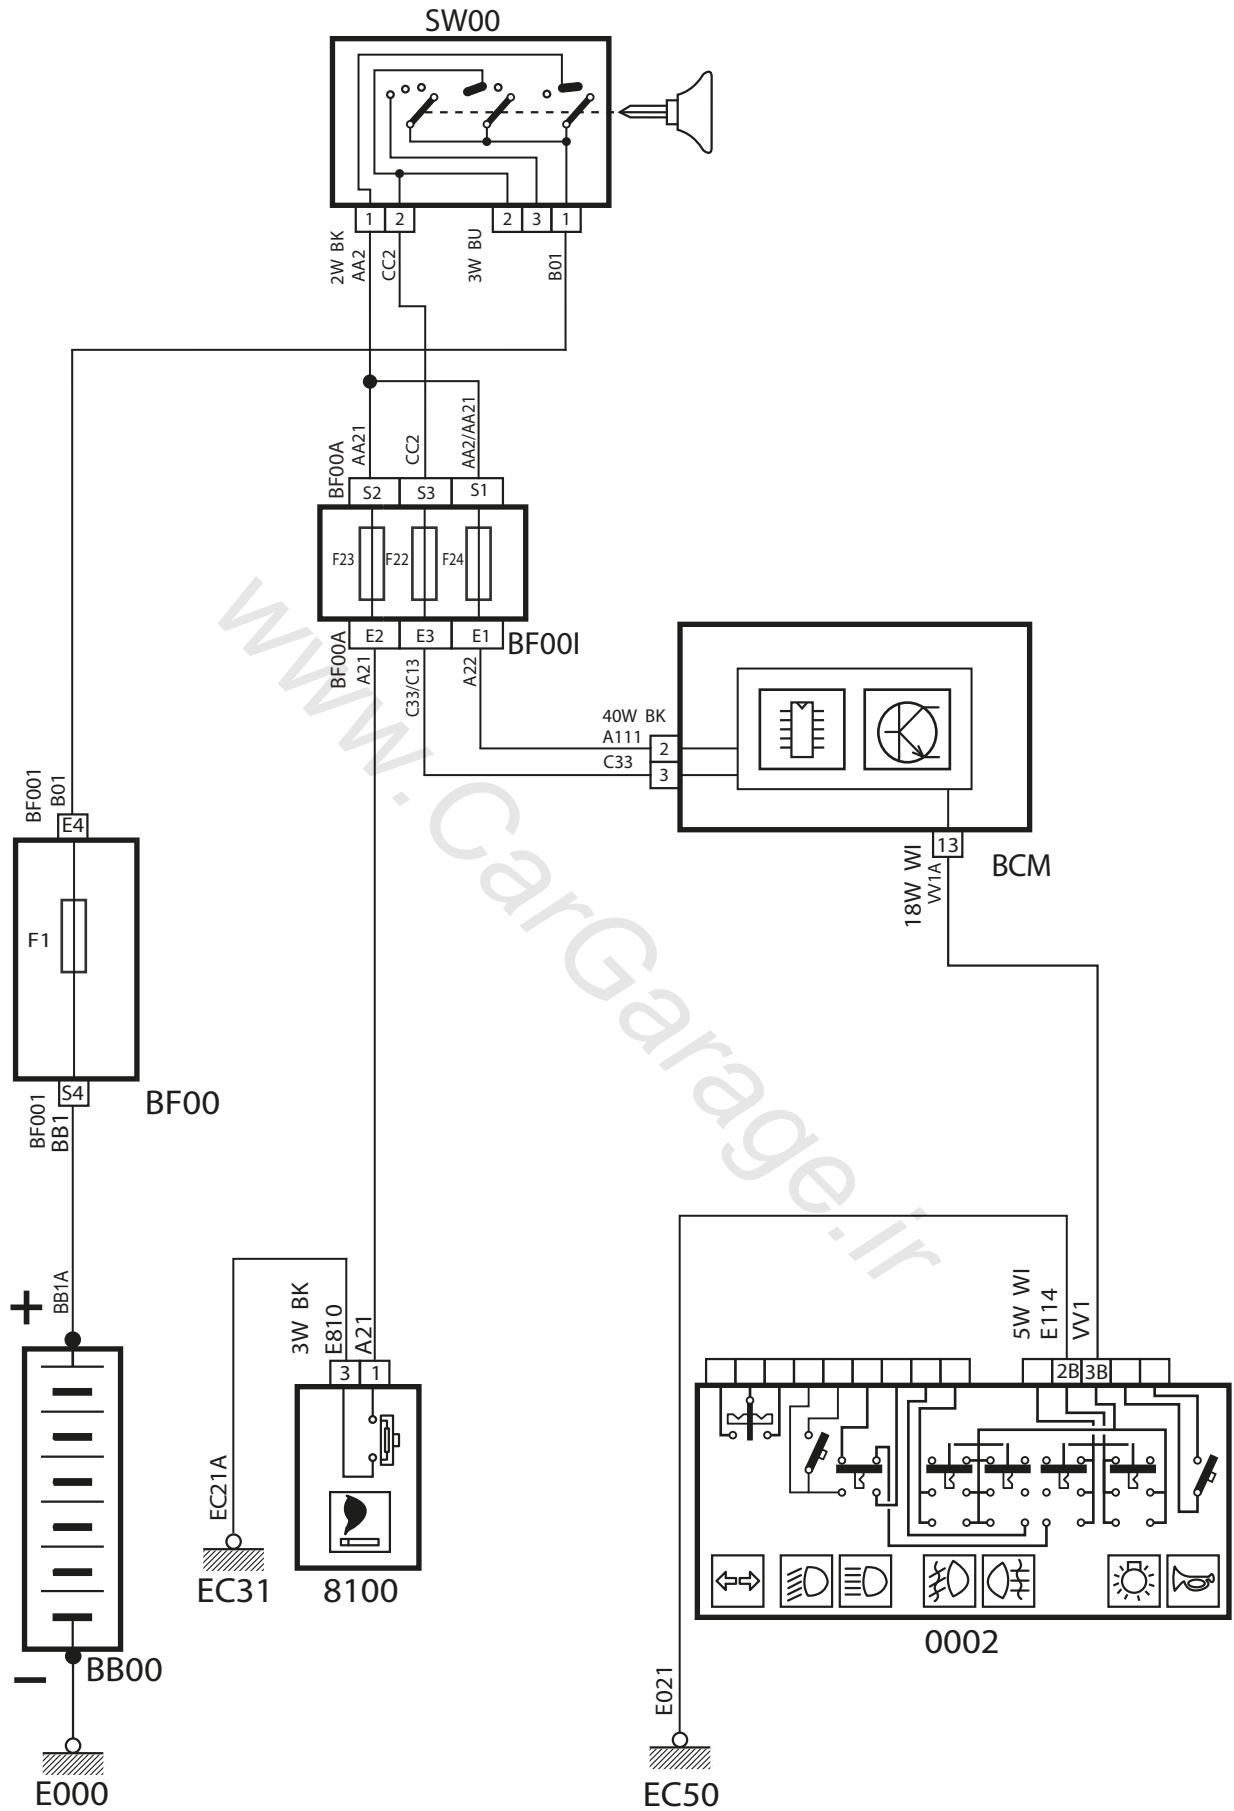 SW00
1 2 2 3 1
2W BK
AA2
CC2
3W BU
B01
BF00A
AA21
CC2
AA2/AA21
S2 S3 S1
F23 F22 F24
E2 E3 E1
BF00I
BF00A
A21
C33/C13
A22
40W BK
A111
C33
2
3
13
BCM
18W WI
VV1A
BF001
B01
E4
F1
S4
BF00
BF001
BB1
www.CarGarage.ir
BB1A
+
−
BB00
E000
3W BK
E810
A21
3 1
EC21A
EC31
8100
5W WI
E114
VV1
2B 3B
0002
E021
EC50